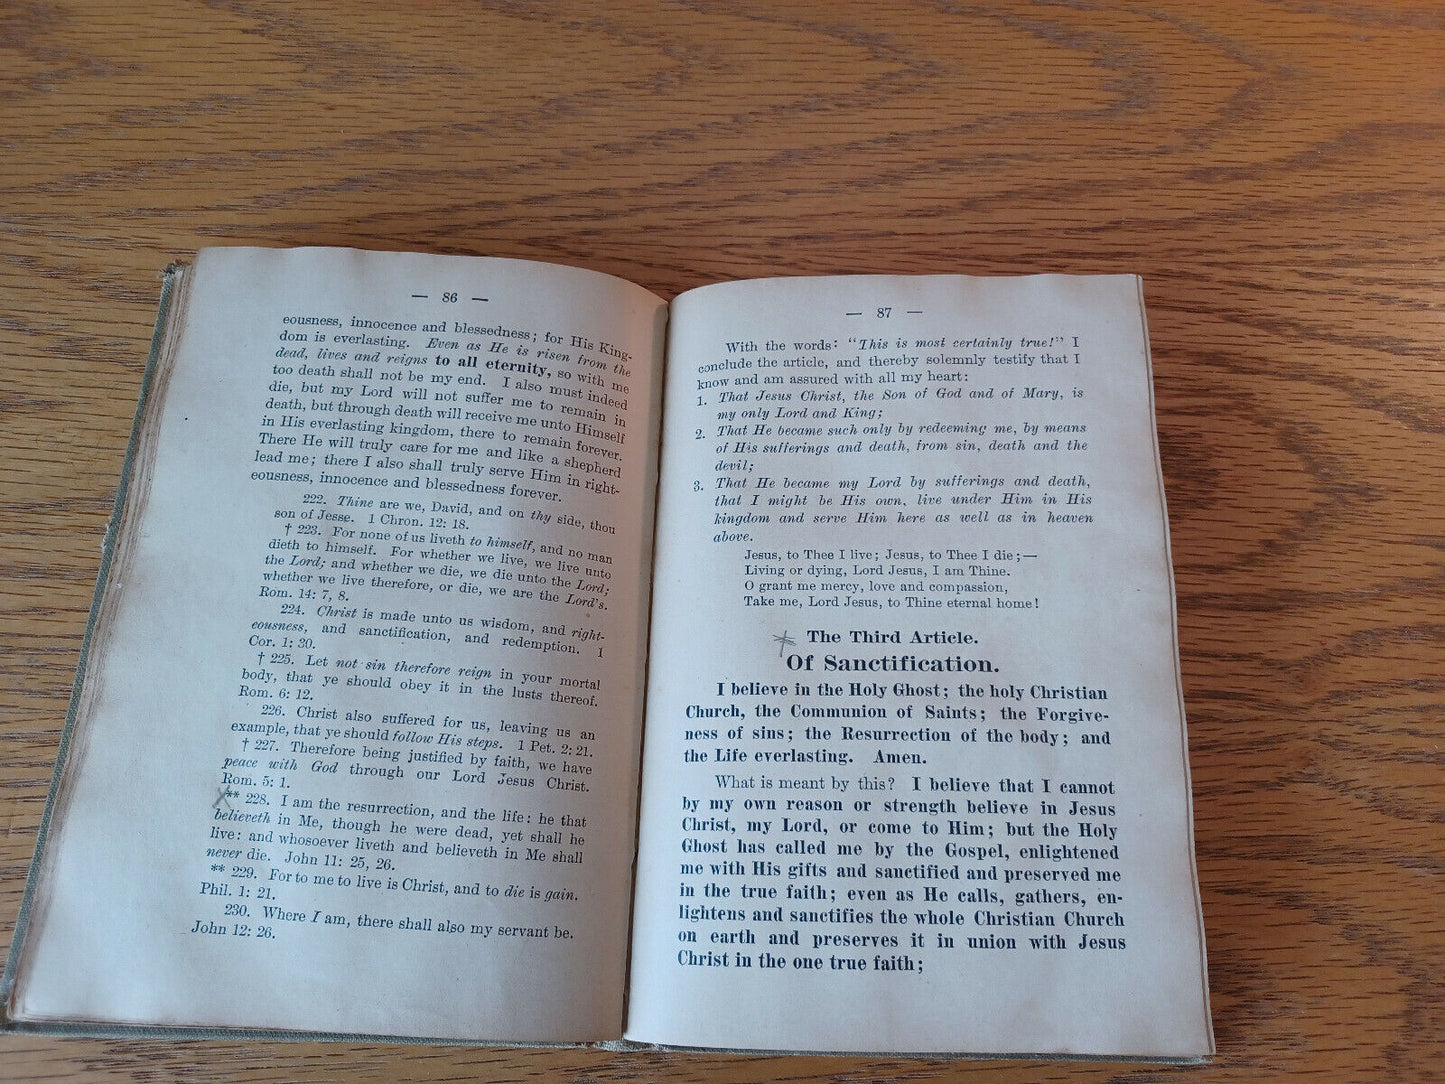 — 86 —
eousness, innocence and blessedness; for His King-
dom is everlasting. Even as He is risen from the
dead, lives and reigns to all eternity, so with me
too death shall not be my end. I also must indeed
die, but my Lord will not suffer me to remain in
death, but through death will receive me unto Himself
in His everlasting kingdom, there to remain forever.
There He will truly care for me and like a shepherd
lead me; there I also shall truly serve Him in right-
eousness, innocence and blessedness forever.
222. Thine are we, David, and on thy side, thou
son of Jesse. 1 Chron. 12: 18.
† 223. For none of us liveth to himself, and no man
dieth to himself. For whether we live, we live unto
the Lord; and whether we die, we die unto the Lord;
whether we live therefore, or die, we are the Lord's.
Rom. 14: 7, 8.
224. Christ is made unto us wisdom, and right-
eousness, and sanctification, and redemption. 1
Cor. 1: 30.
† 225. Let not sin therefore reign in your mortal
body, that ye should obey it in the lusts thereof.
Rom. 6: 12.
226. Christ also suffered for us, leaving us an
example, that ye should follow His steps. 1 Pet. 2: 21.
† 227. Therefore being justified by faith, we have
peace with God through our Lord Jesus Christ.
Rom. 5: 1.
** 228. I am the resurrection, and the life: he that
believeth in Me, though he were dead, yet shall he
live: and whosoever liveth and believeth in Me shall
never die. John 11: 25, 26.
** 229. For to me to live is Christ, and to die is gain.
Phil. 1: 21.
230. Where I am, there shall also my servant be.
John 12: 26.
— 87 —
With the words: "This is most certainly true!" I
conclude the article, and thereby solemnly testify that I
know and am assured with all my heart:
1. That Jesus Christ, the Son of God and of Mary, is
my only Lord and King;
2. That He became such only by redeeming me, by means
of His sufferings and death, from sin, death and the
devil;
3. That He became my Lord by sufferings and death,
that I might be His own, live under Him in His
kingdom and serve Him here as well as in heaven
above.
Jesus, to Thee I live; Jesus, to Thee I die;—
Living or dying, Lord Jesus, I am Thine.
O grant me mercy, love and compassion,
Take me, Lord Jesus, to Thine eternal home!
The Third Article.
Of Sanctification.
I believe in the Holy Ghost; the holy Christian
Church, the Communion of Saints; the Forgive-
ness of sins; the Resurrection of the body; and
the Life everlasting. Amen.
What is meant by this? I believe that I cannot
by my own reason or strength believe in Jesus
Christ, my Lord, or come to Him; but the Holy
Ghost has called me by the Gospel, enlightened
me with His gifts and sanctified and preserved me
in the true faith; even as He calls, gathers, en-
lightens and sanctifies the whole Christian Church
on earth and preserves it in union with Jesus
Christ in the one true faith;